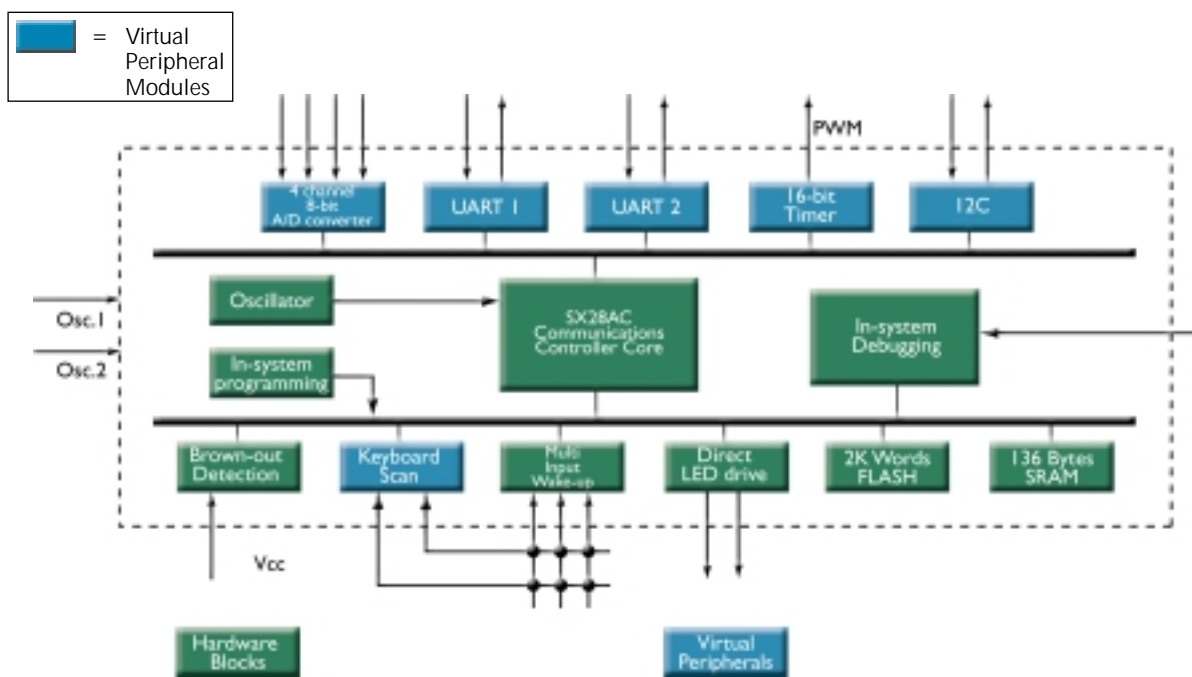 = Virtual
Peripheral
Modules
PWM
4 channel
8-bit
A/D converter
UART 1
UART 2
16-bit
Timer
I2C
Oscillator
SX28AC
Communications
Controller Core
In-system
Debugging
Osc.1
Osc.2
In-system
programming
Brown-out
Detection
Keyboard
Scan
Multi
Input
Wake-up
Direct
LED drive
2K Words
FLASH
136 Bytes
SRAM
Vcc
Hardware
Blocks
Virtual
Peripherals